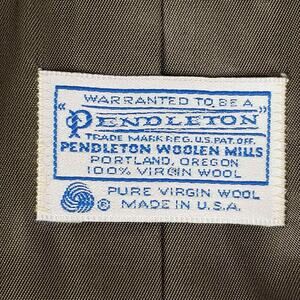 WARRANTED TO BE A
"PENDLETON"
TRADE MARK REG. U.S. PAT. OFF.
PENDLETON WOOLEN MILLS
PORTLAND, OREGON
100% VIRGIN WOOL
PURE VIRGIN WOOL
® MADE IN U.S.A.